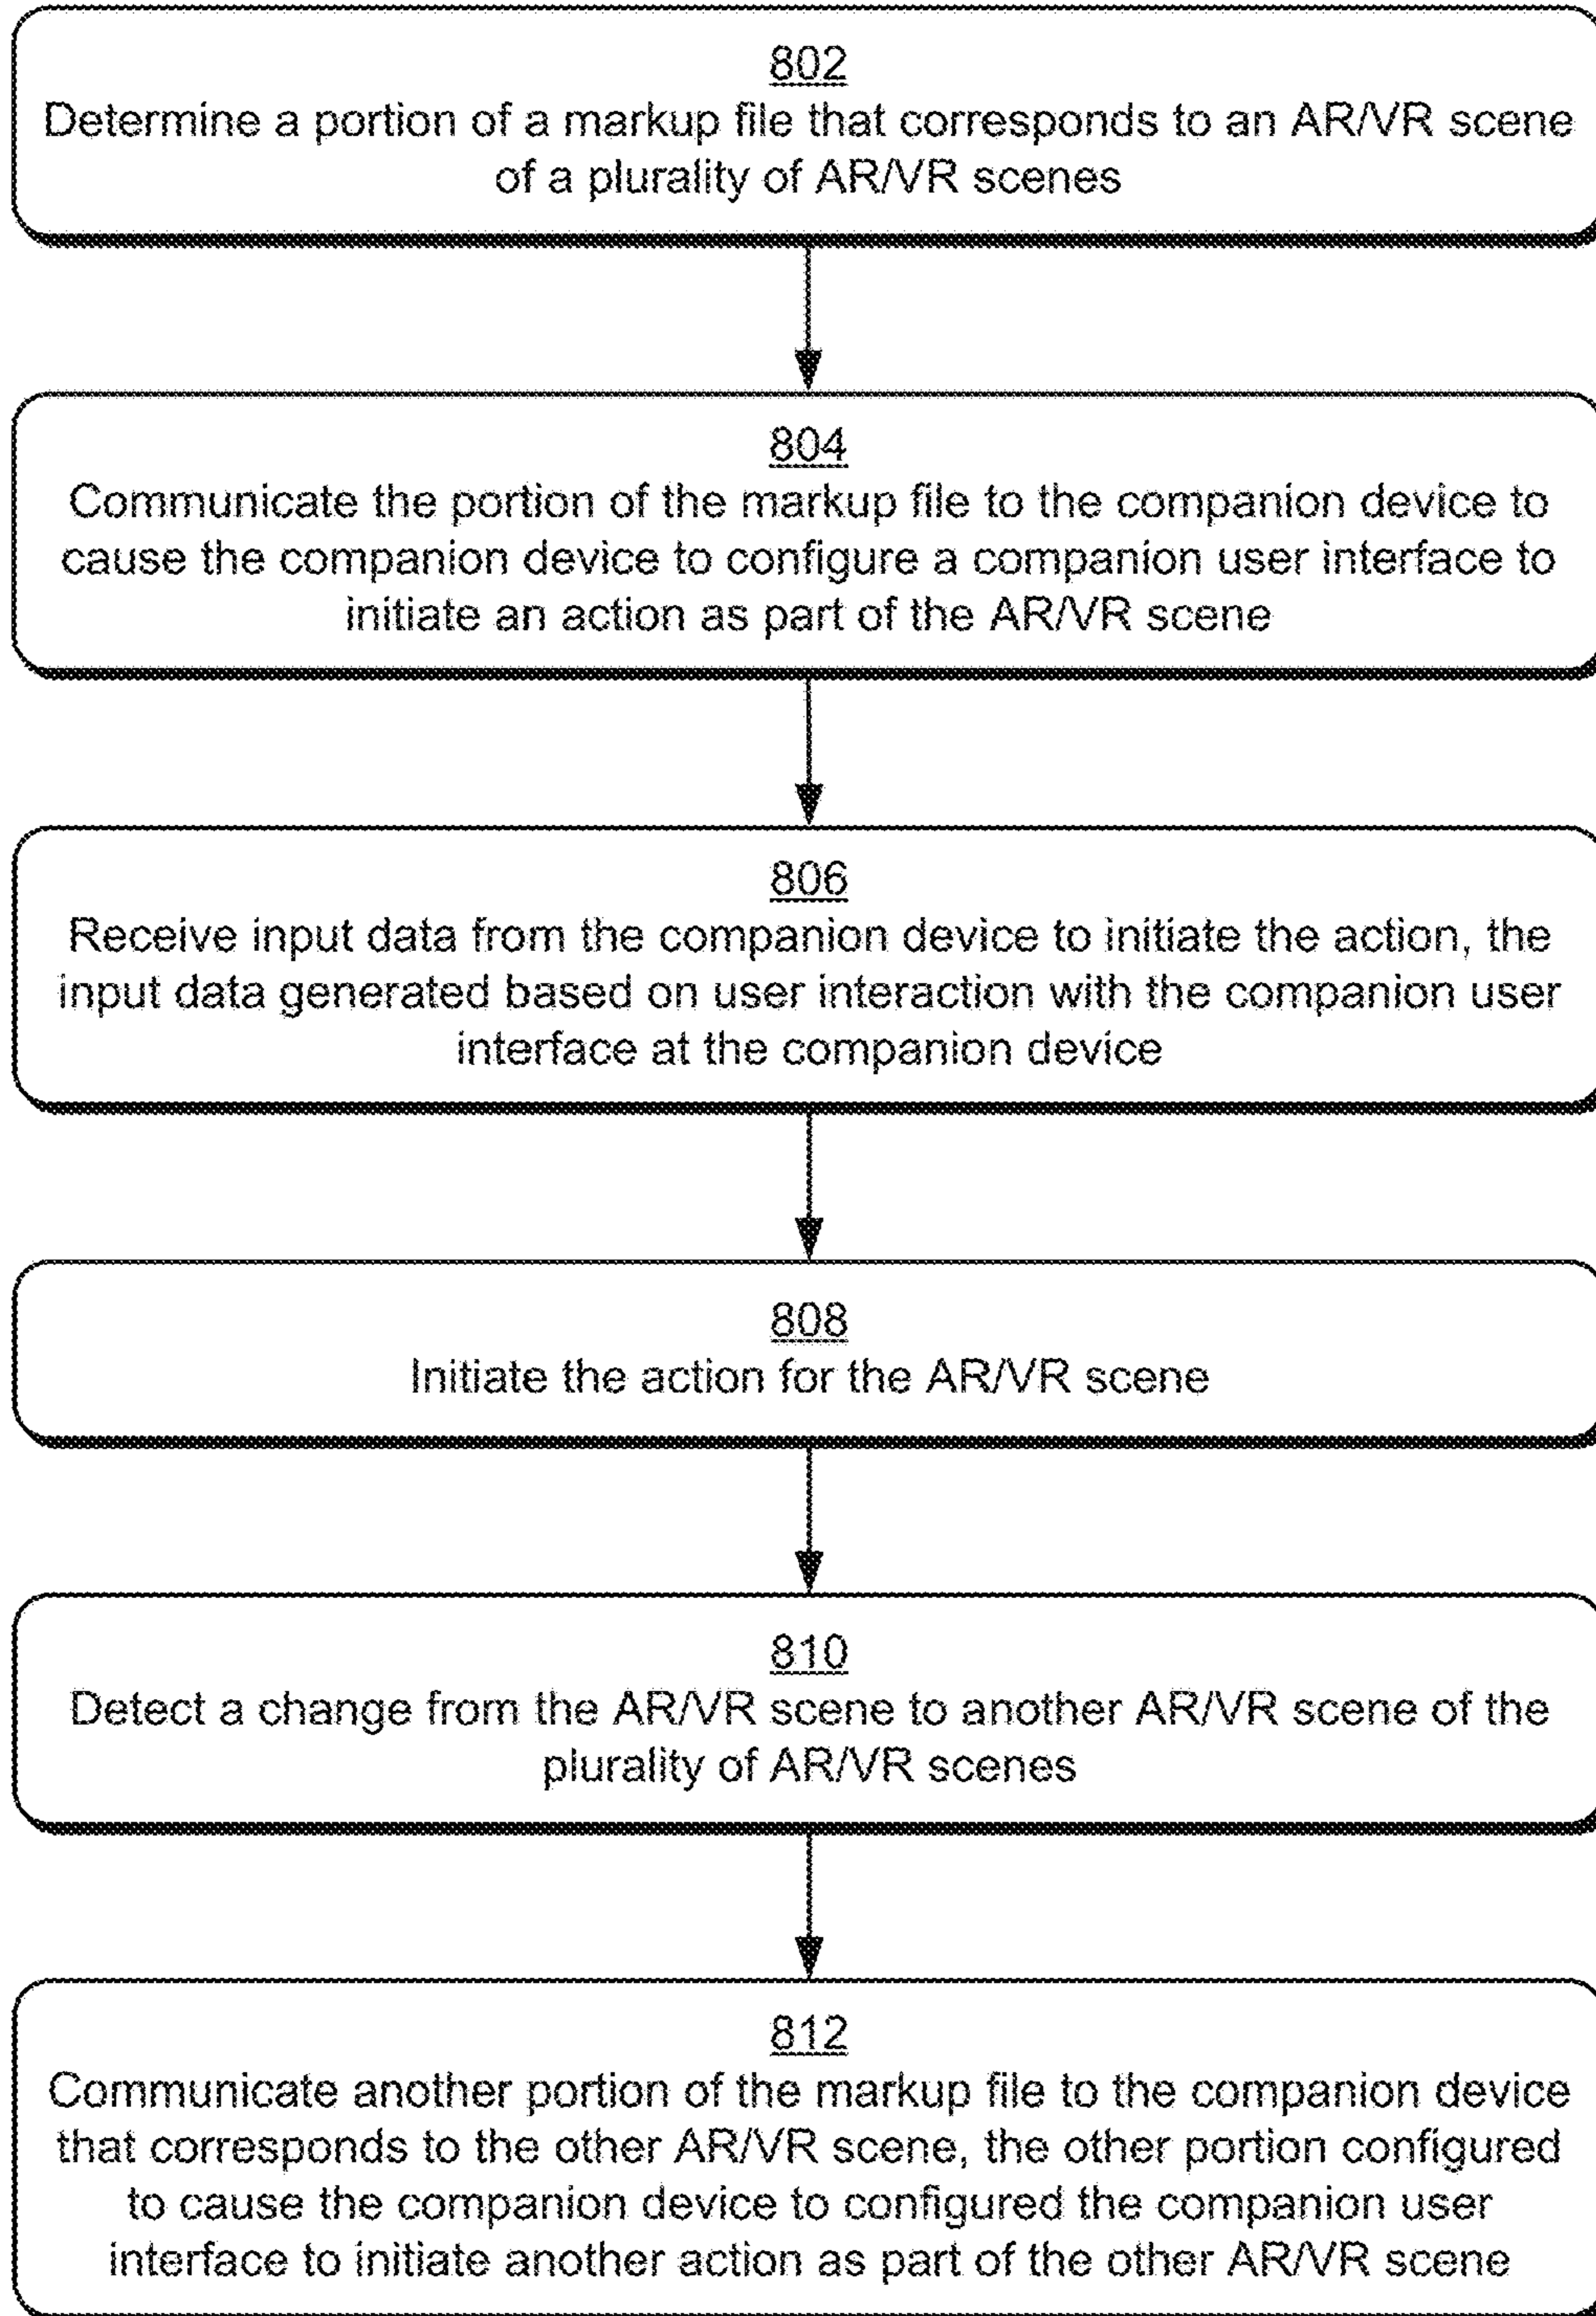 802
Determine a portion of a markup file that corresponds to an AR/VR scene
of a plurality of AR/VR scenes
804
Communicate the portion of the markup file to the companion device to
cause the companion device to configure a companion user interface to
initiate an action as part of the AR/VR scene
806
Receive input data from the companion device to initiate the action, the
input data generated based on user interaction with the companion user
interface at the companion device
808
Initiate the action for the AR/VR scene
810
Detect a change from the AR/VR scene to another AR/VR scene of the
plurality of AR/VR scenes
812
Communicate another portion of the markup file to the companion device
that corresponds to the other AR/VR scene, the other portion configured
to cause the companion device to configured the companion user
interface to initiate another action as part of the other AR/VR scene